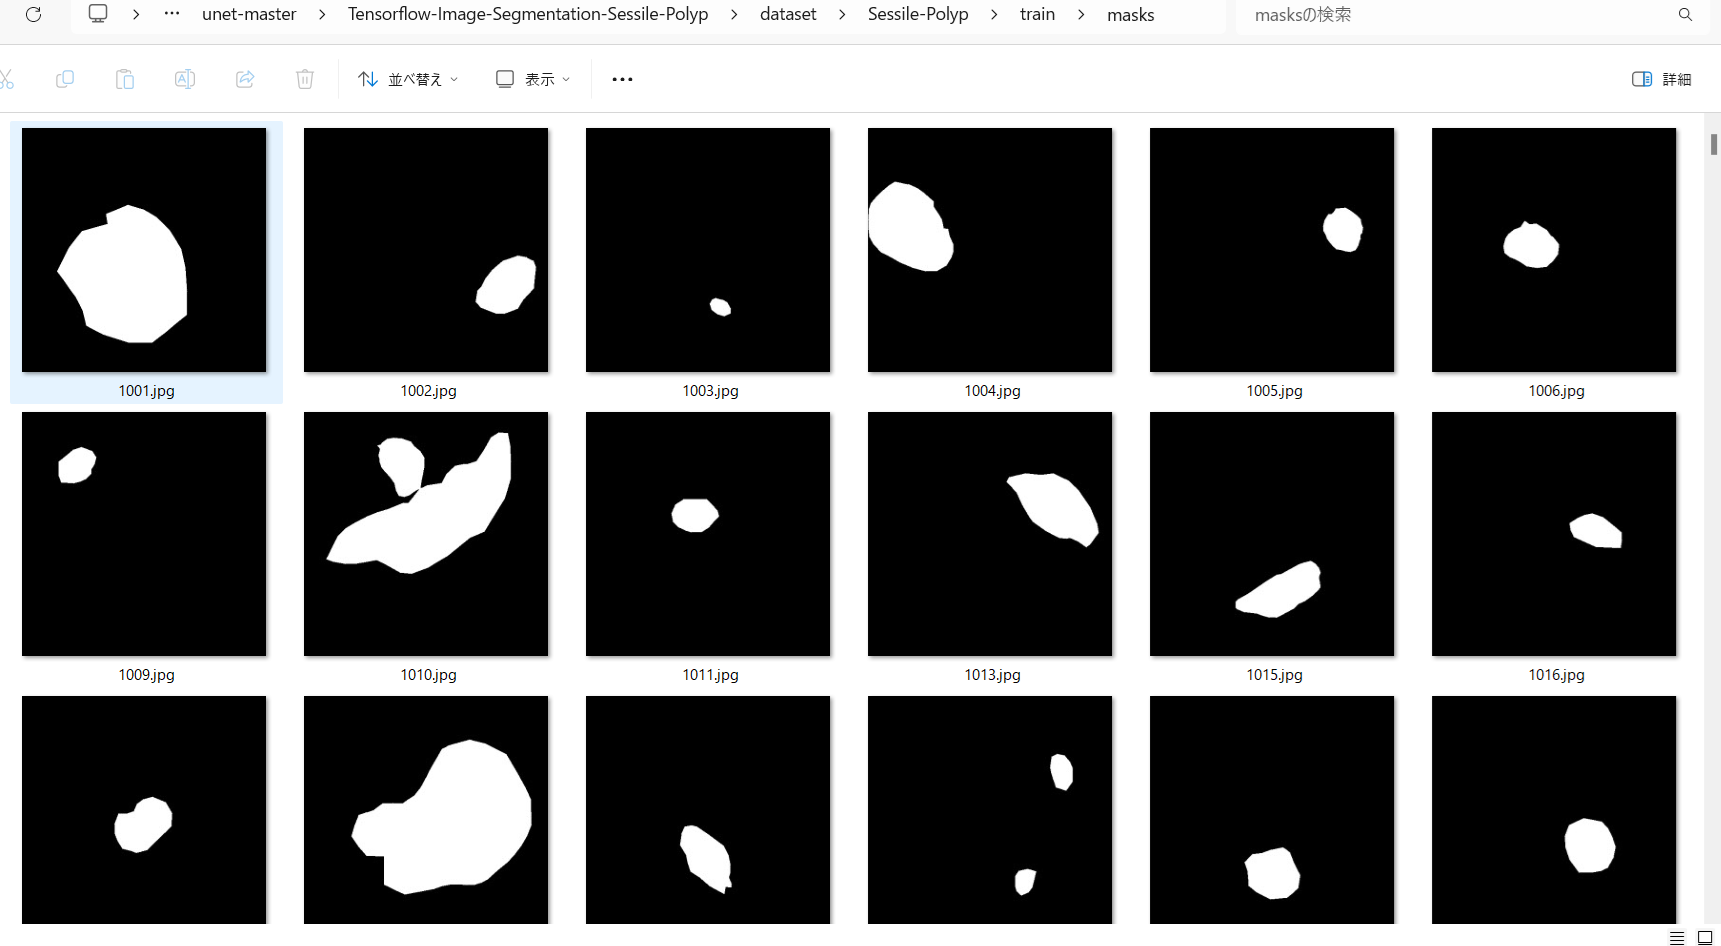 unet-master > Tensorflow-Image-Segmentation-Sessile-Polyp > dataset > Sessile-Polyp > train > masks masksの検索
並べ替え 表示 詳細
1001.jpg 1002.jpg 1003.jpg 1004.jpg 1005.jpg 1006.jpg
1009.jpg 1010.jpg 1011.jpg 1013.jpg 1015.jpg 1016.jpg